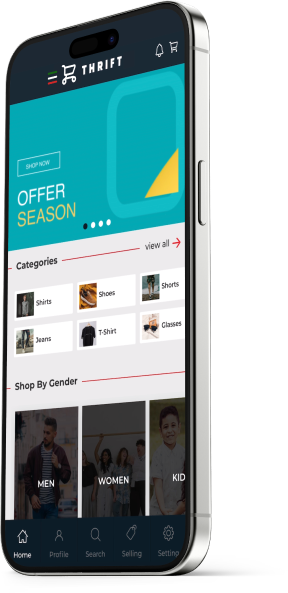 THRIFT
SHOP NOW
OFFER
SEASON
Categories
view all
Shirts
Shoes
Shorts
Jeans
T-Shirt
Glasses
Shop By Gender
MEN
WOMEN
KID
Home
Profile
Search
Selling
Setting